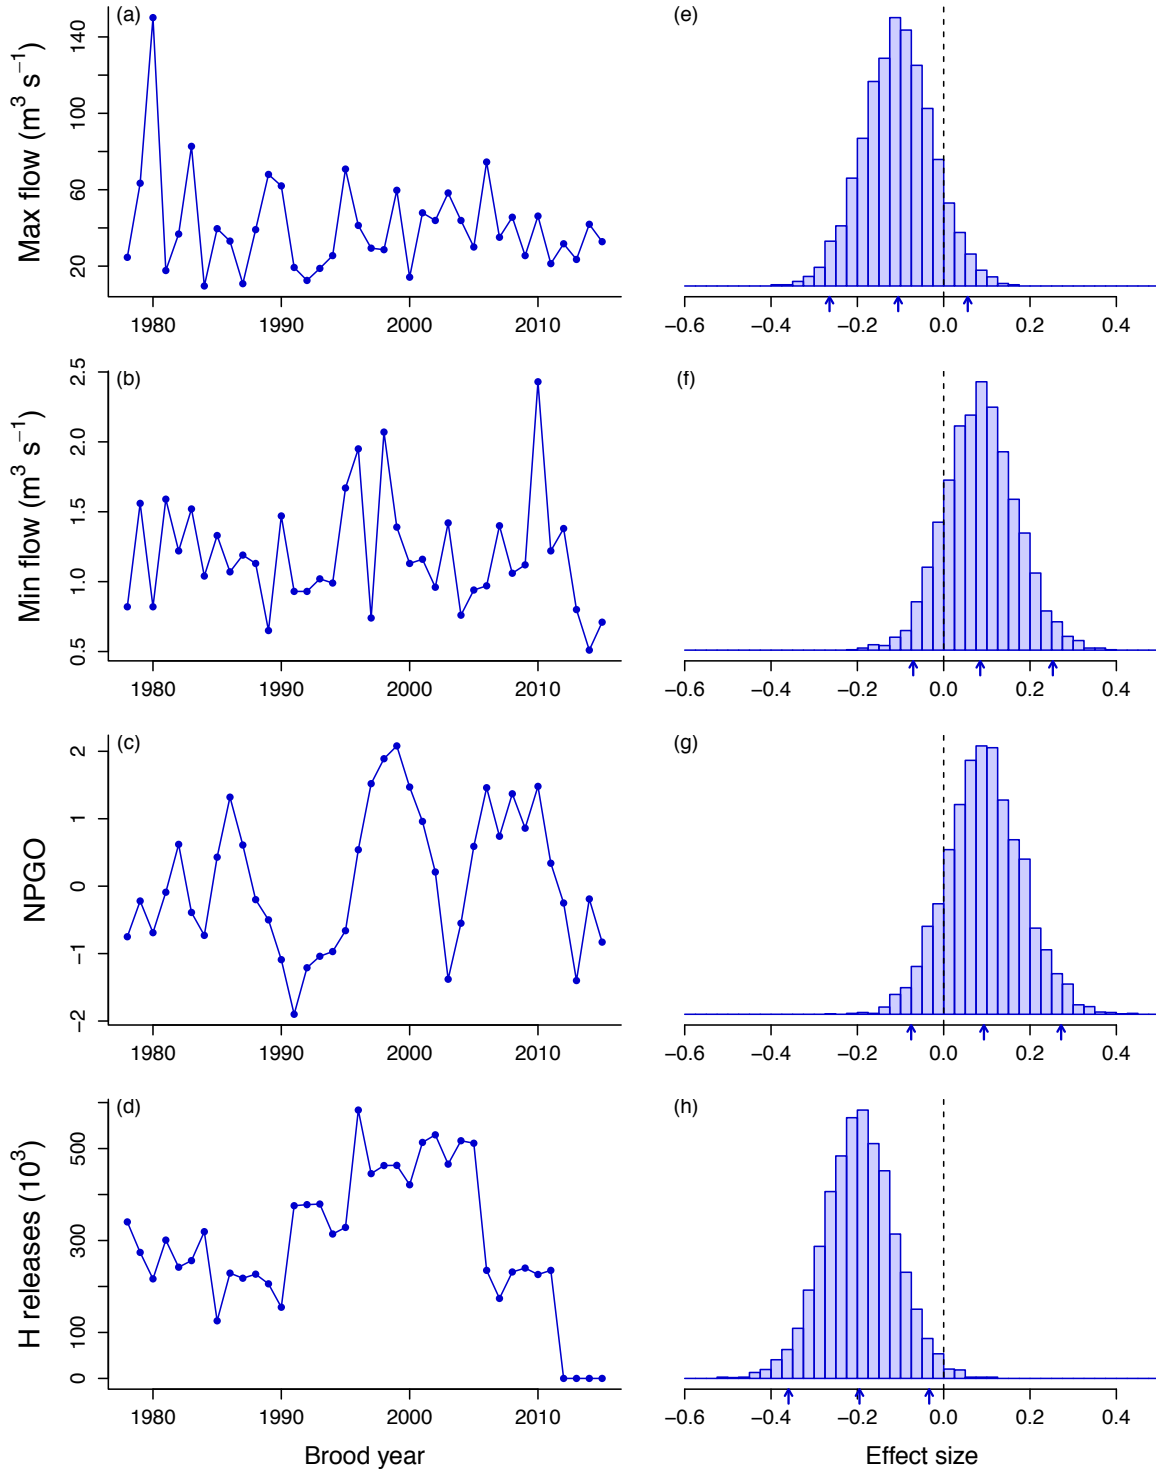 (a)
Max flow (m³ s⁻¹)
20 60 100 140
1980 1990 2000 2010
(e)
−0.6 −0.4 −0.2 0.0 0.2 0.4
(b)
Min flow (m³ s⁻¹)
0.5 1.0 1.5 2.0 2.5
1980 1990 2000 2010
(f)
−0.6 −0.4 −0.2 0.0 0.2 0.4
(c)
NPGO
−2 −1 0 1 2
1980 1990 2000 2010
(g)
−0.6 −0.4 −0.2 0.0 0.2 0.4
(d)
H releases (10³)
0 100 300 500
1980 1990 2000 2010
Brood year
(h)
−0.6 −0.4 −0.2 0.0 0.2 0.4
Effect size